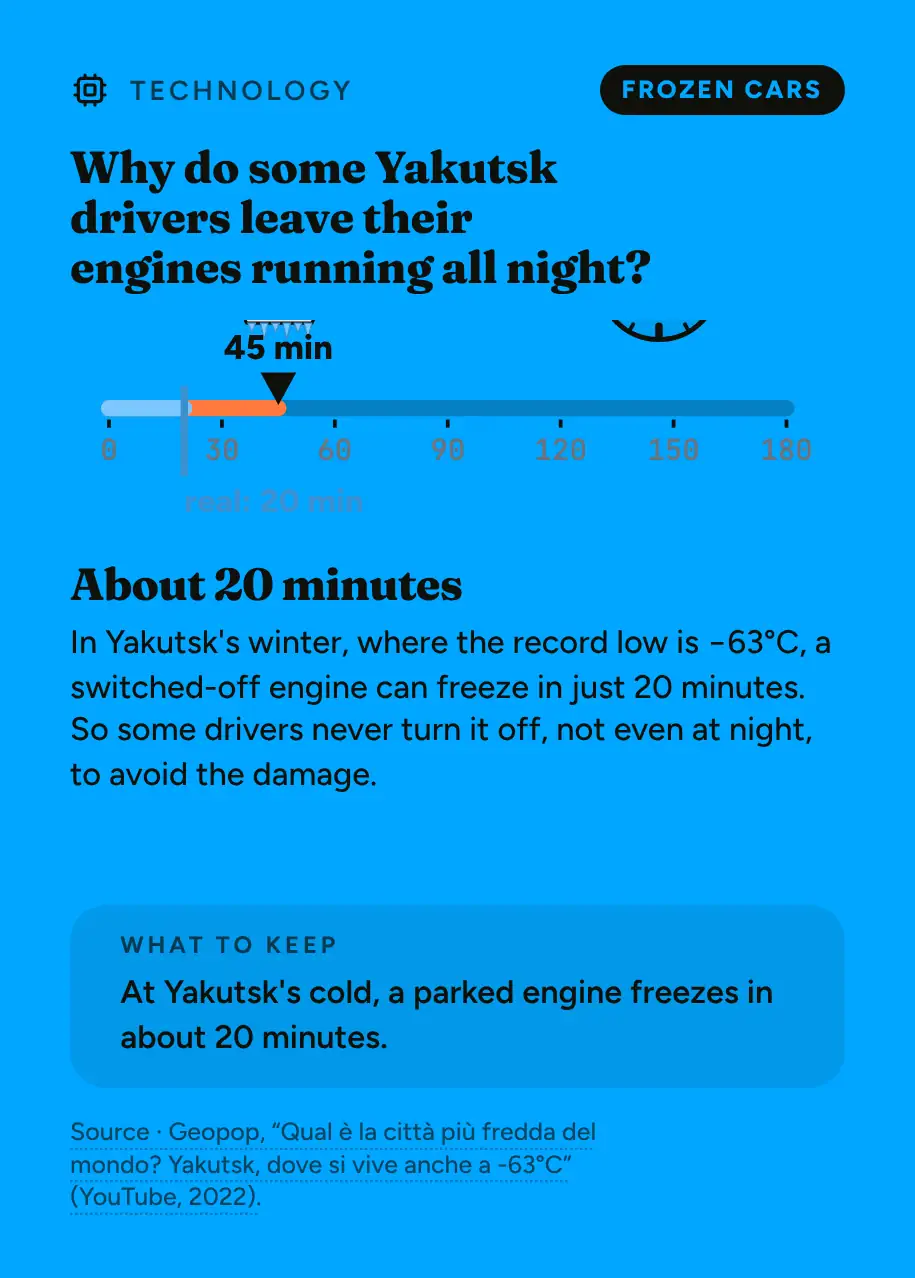 TECHNOLOGY
FROZEN CARS
Why do some Yakutsk
drivers leave their
engines running all night?
45 min
0 30 60 90 120 150 180
real: 20 min
About 20 minutes
In Yakutsk's winter, where the record low is −63°C, a
switched-off engine can freeze in just 20 minutes.
So some drivers never turn it off, not even at night,
to avoid the damage.
WHAT TO KEEP
At Yakutsk's cold, a parked engine freezes in
about 20 minutes.
Source · Geopop, “Qual è la città più fredda del
mondo? Yakutsk, dove si vive anche a -63°C”
(YouTube, 2022).